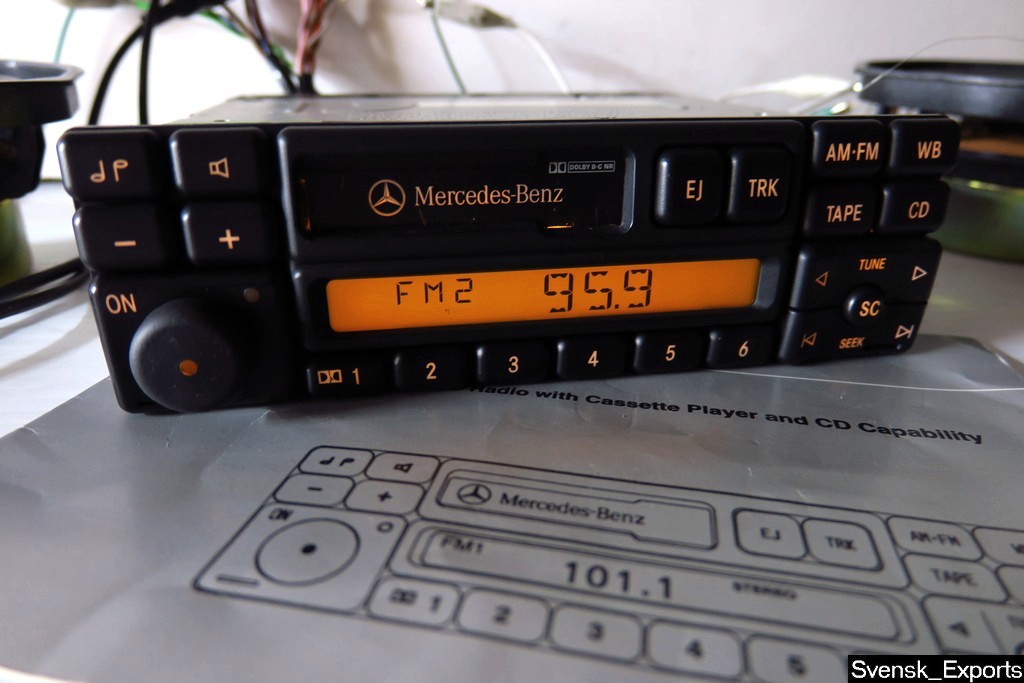 DOLBY B-C NR
Mercedes-Benz
EJ
TRK
AM•FM
WB
TAPE
CD
−
+
ON
FM2 95.9
TUNE
SC
SEEK
1 2 3 4 5 6
Radio with Cassette Player and CD Capability
−
+
Mercedes-Benz
EJ
TRK
AM•FM
TAPE
ON
FM1
101.1
STEREO
1 2 3 4 5
Svensk_Exports